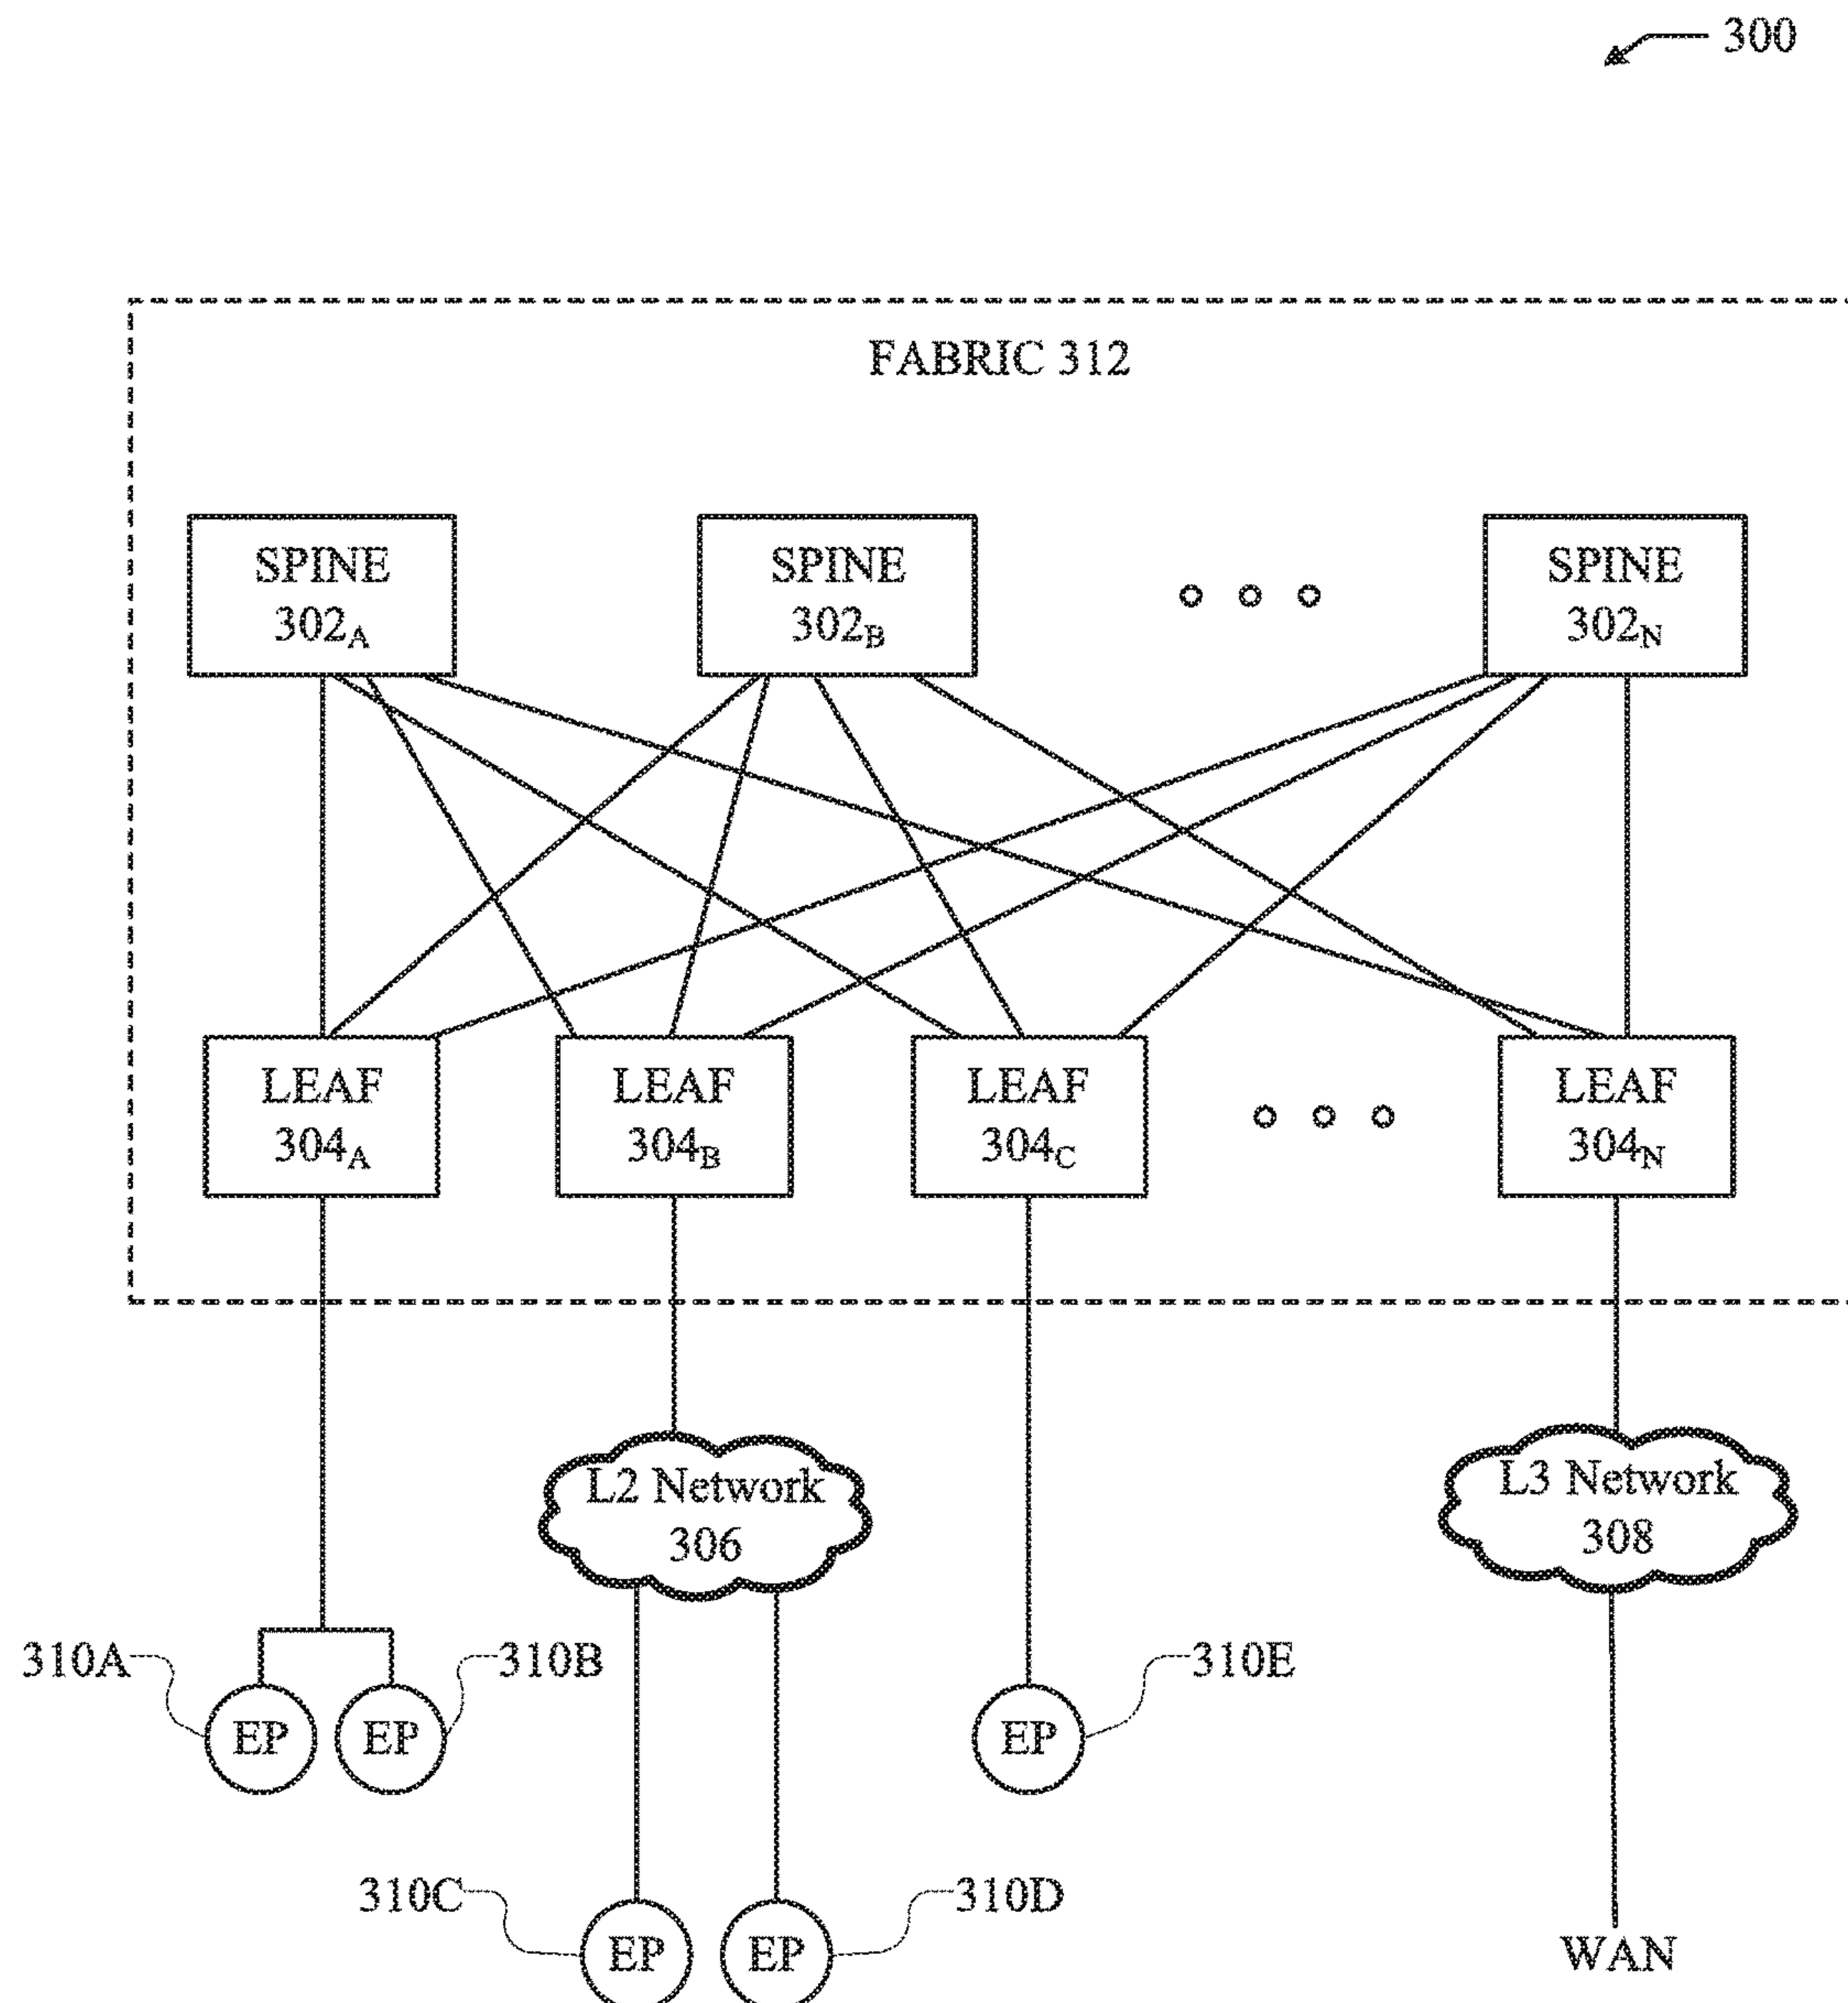 300
FABRIC 312
SPINE
302A
SPINE
302B
SPINE
302N
LEAF
304A
LEAF
304B
LEAF
304C
LEAF
304N
L2 Network
306
L3 Network
308
310A
310B
310E
EP
EP
EP
310C
310D
EP
EP
WAN